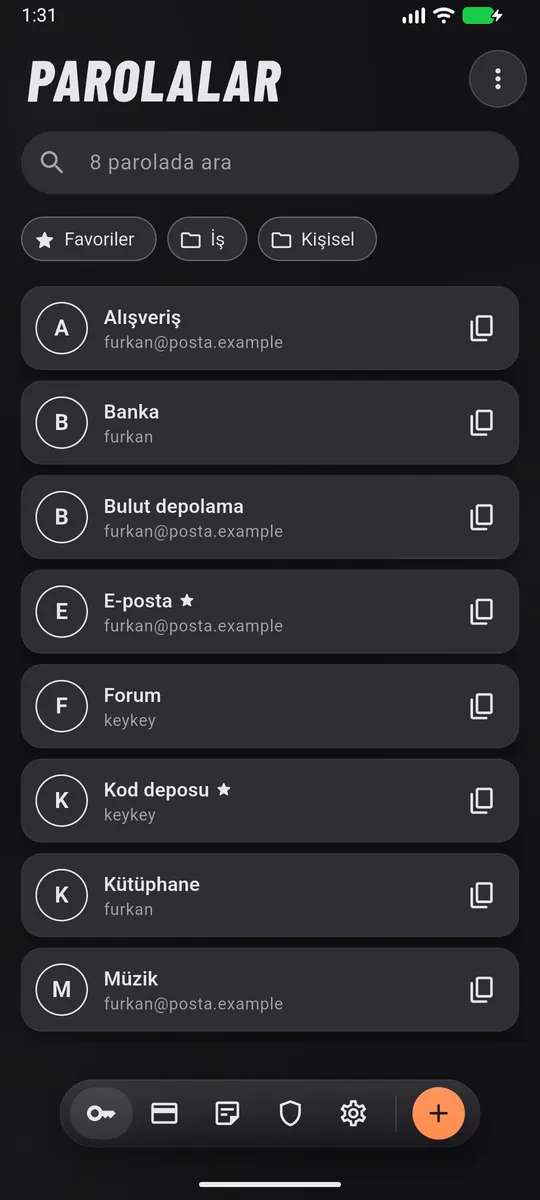 1:31
PAROLALAR
8 parolada ara
Favoriler
İş
Kişisel
A
Alışveriş
furkan@posta.example
B
Banka
furkan
B
Bulut depolama
furkan@posta.example
E
E-posta
furkan@posta.example
F
Forum
keykey
K
Kod deposu
keykey
K
Kütüphane
furkan
M
Müzik
furkan@posta.example